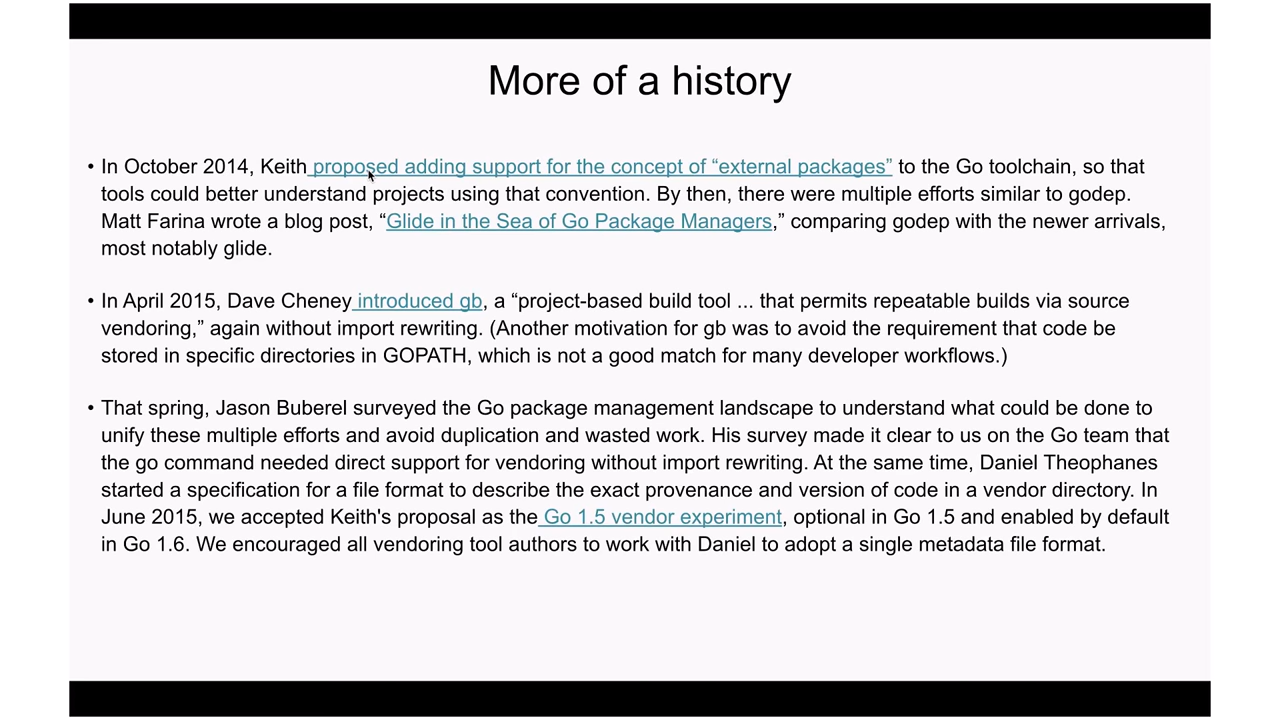 More of a history
• In October 2014, Keith proposed adding support for the concept of “external packages” to the Go toolchain, so that
tools could better understand projects using that convention. By then, there were multiple efforts similar to godep.
Matt Farina wrote a blog post, “Glide in the Sea of Go Package Managers,” comparing godep with the newer arrivals,
most notably glide.
• In April 2015, Dave Cheney introduced gb, a “project-based build tool ... that permits repeatable builds via source
vendoring,” again without import rewriting. (Another motivation for gb was to avoid the requirement that code be
stored in specific directories in GOPATH, which is not a good match for many developer workflows.)
• That spring, Jason Buberel surveyed the Go package management landscape to understand what could be done to
unify these multiple efforts and avoid duplication and wasted work. His survey made it clear to us on the Go team that
the go command needed direct support for vendoring without import rewriting. At the same time, Daniel Theophanes
started a specification for a file format to describe the exact provenance and version of code in a vendor directory. In
June 2015, we accepted Keith's proposal as the Go 1.5 vendor experiment, optional in Go 1.5 and enabled by default
in Go 1.6. We encouraged all vendoring tool authors to work with Daniel to adopt a single metadata file format.